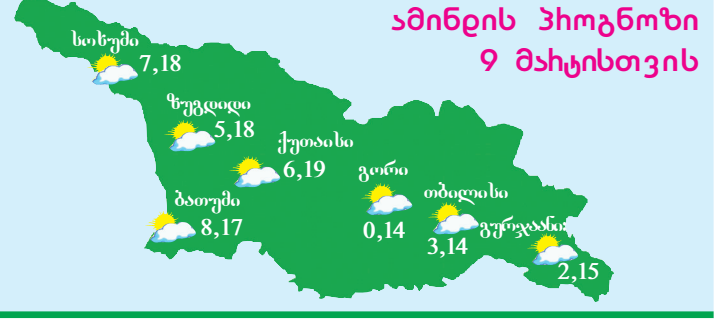 ამინდის პროგნოზი
9 მარტისთვის
სოხუმი
7,18
ზუგდიდი
5,18
ქუთაისი
6,19
გორი
0,14
თბილისი
3,14
ბათუმი
8,17
გურჯაანი
2,15